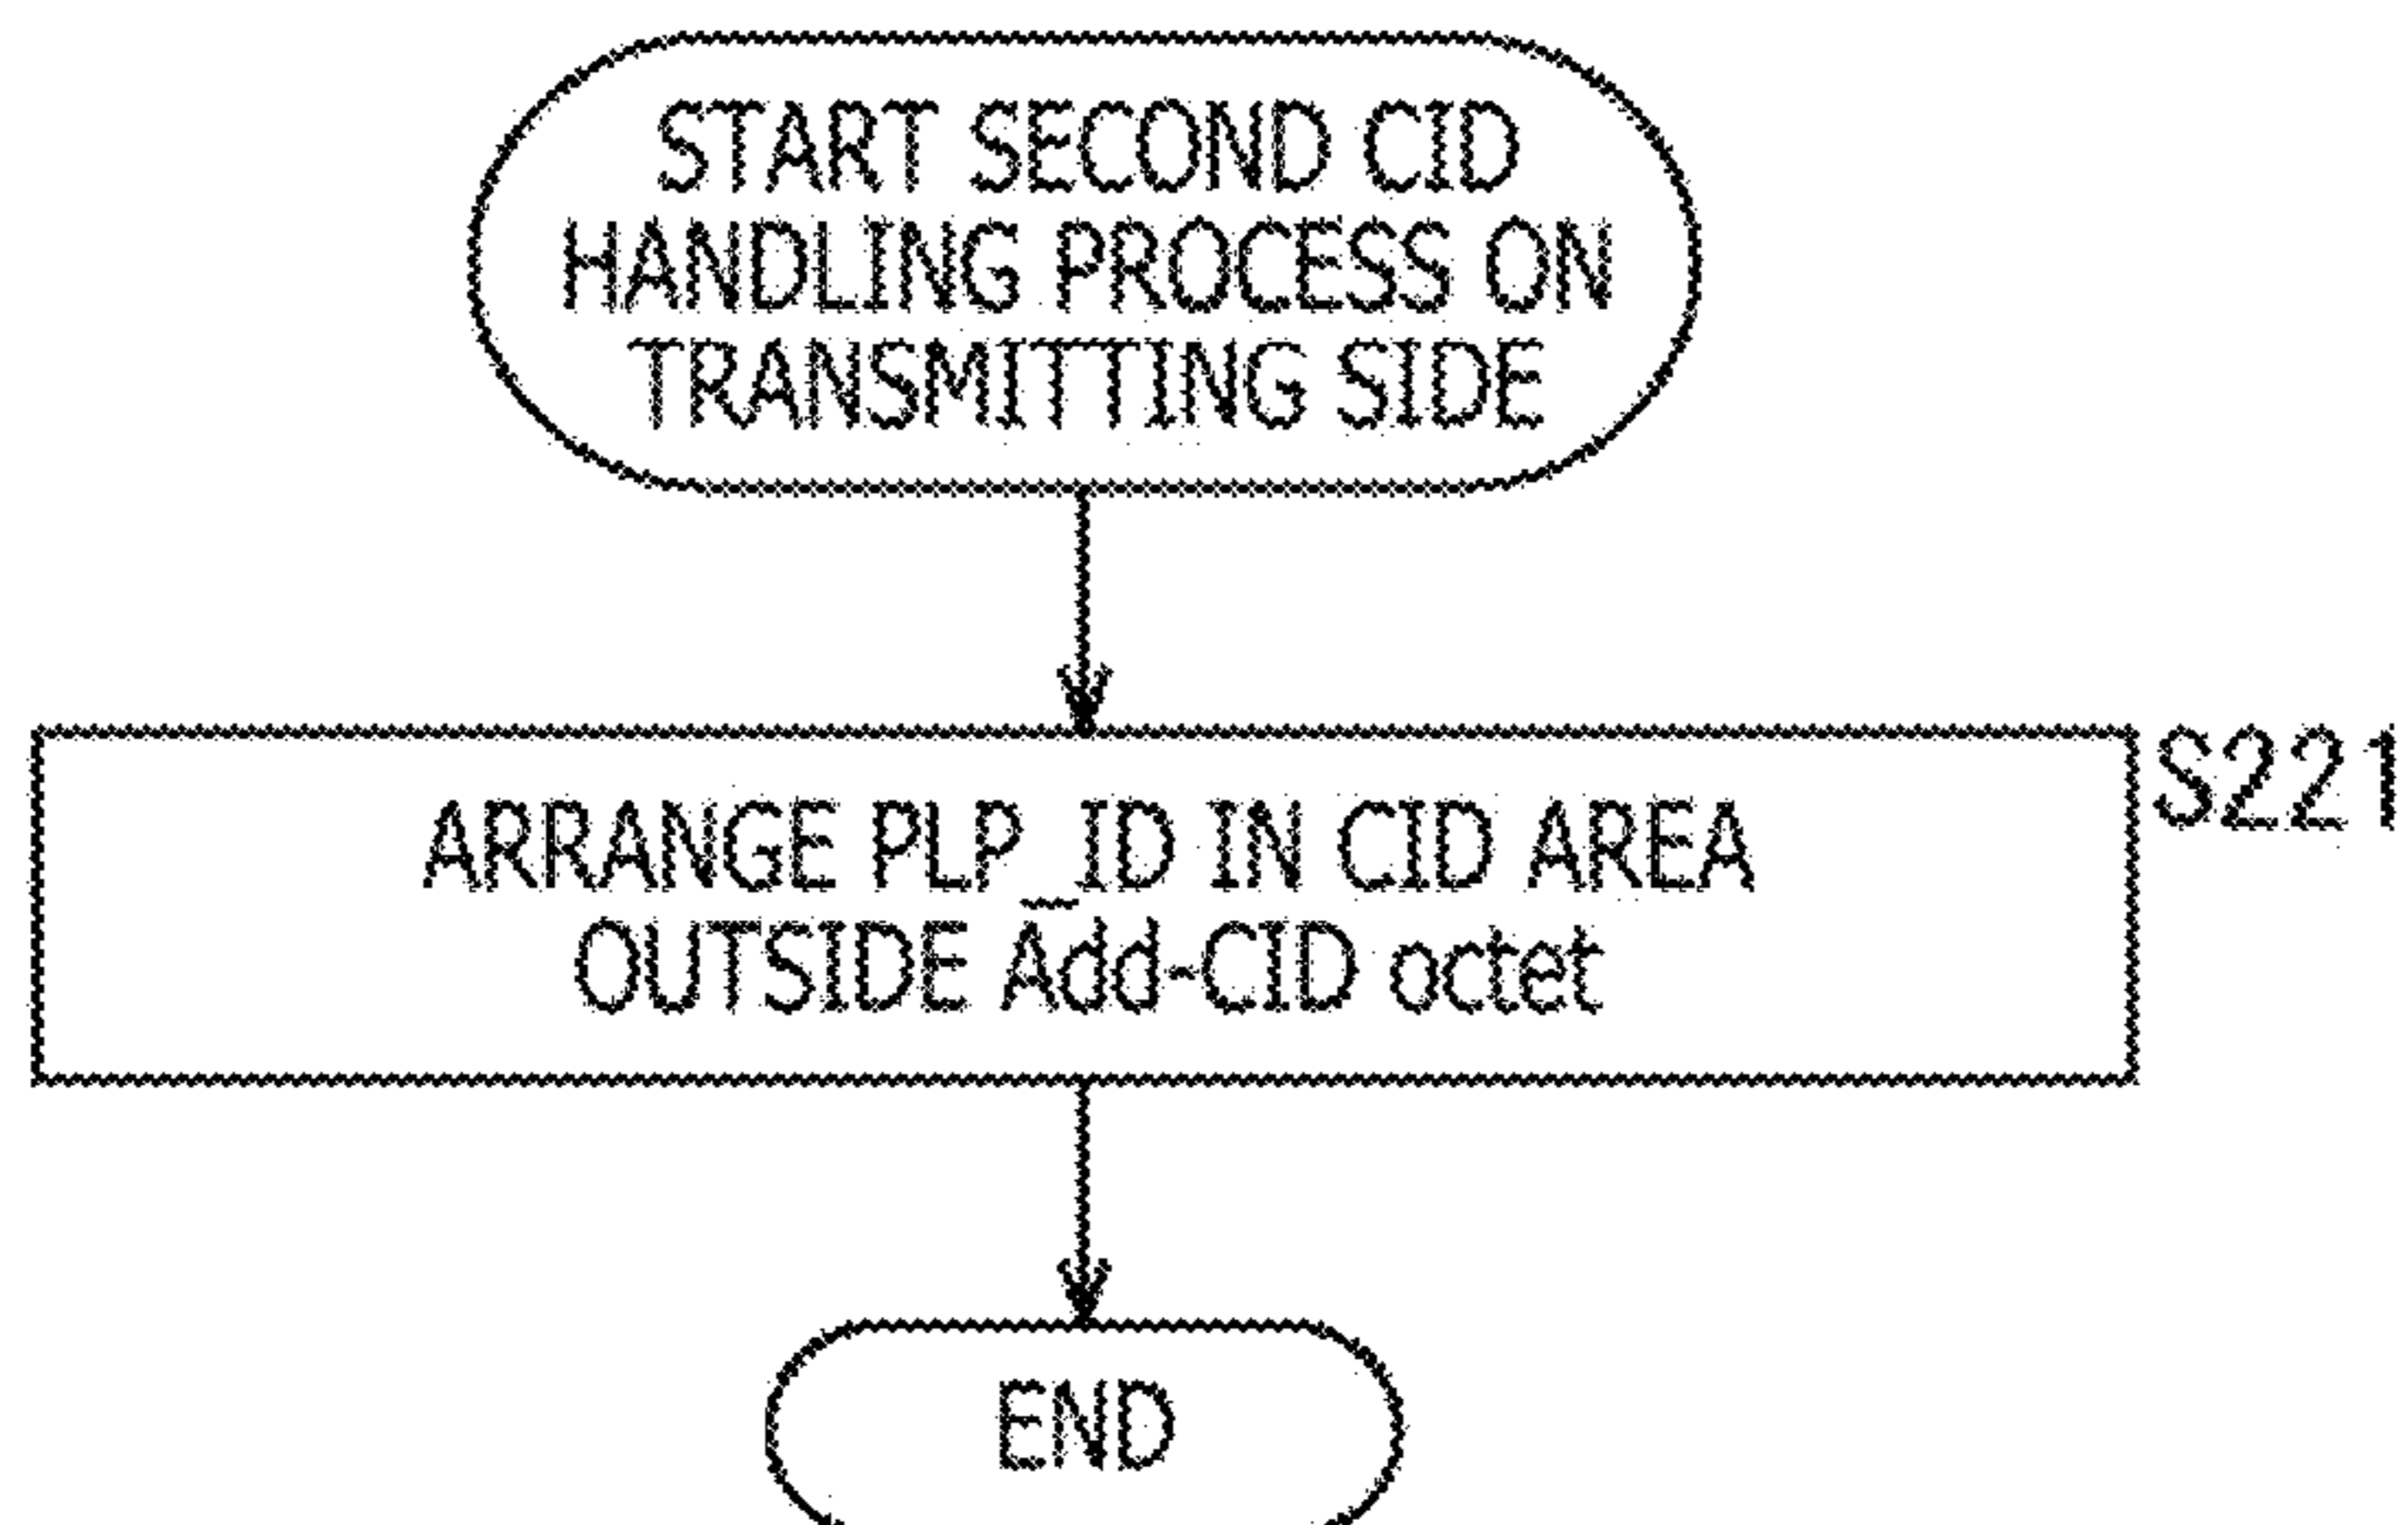 START SECOND CID
HANDLING PROCESS ON
TRANSMITTING SIDE
S221
ARRANGE PLP_ID IN CID AREA
OUTSIDE Add-CID octet
END